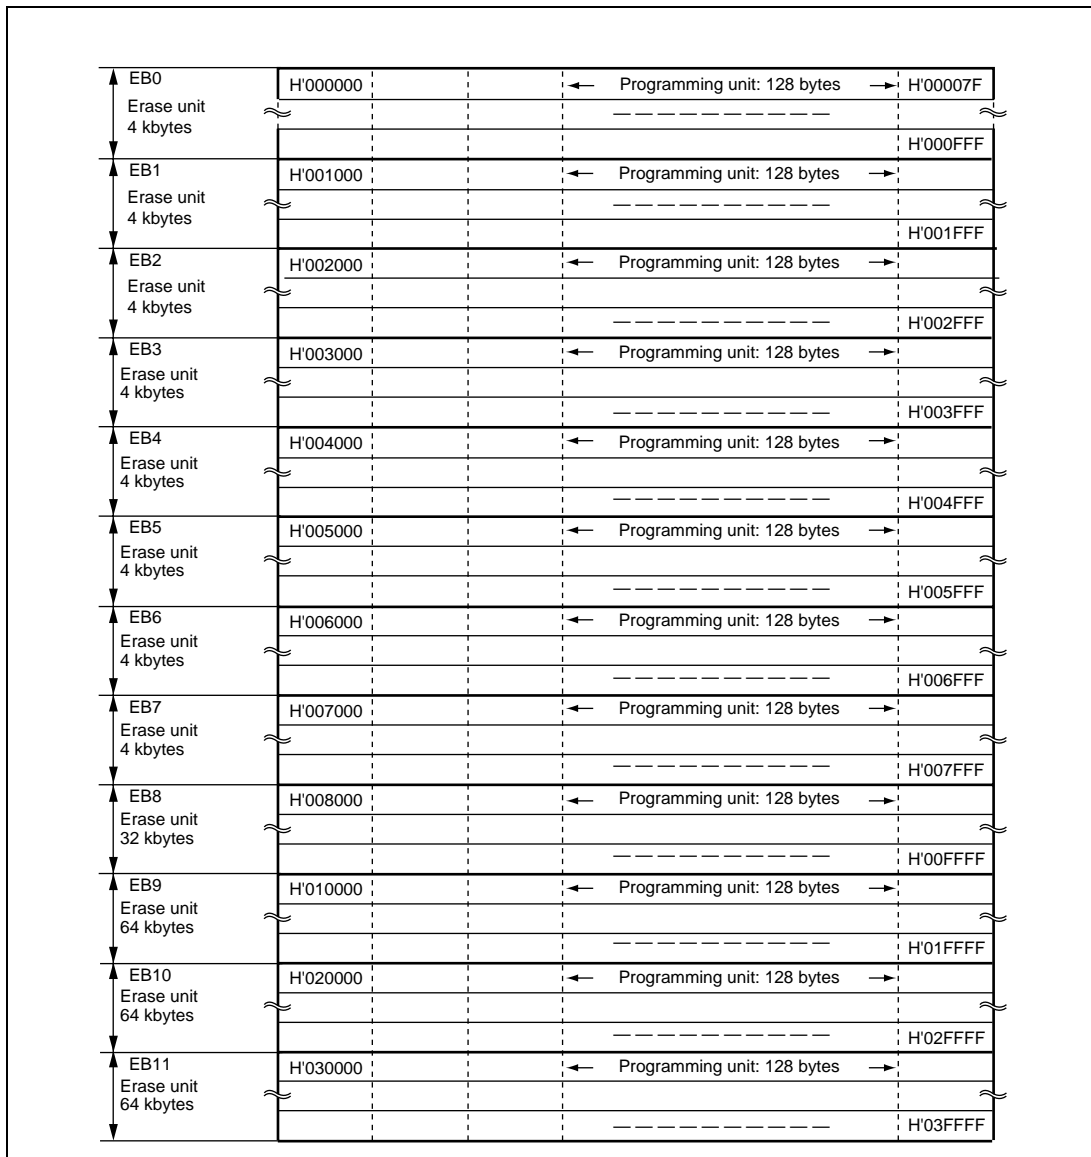 EB0
H'000000
Programming unit: 128 bytes
H'00007F
Erase unit
4 kbytes
H'000FFF
EB1
H'001000
Programming unit: 128 bytes
Erase unit
4 kbytes
H'001FFF
EB2
H'002000
Programming unit: 128 bytes
Erase unit
4 kbytes
H'002FFF
EB3
H'003000
Programming unit: 128 bytes
Erase unit
4 kbytes
H'003FFF
EB4
H'004000
Programming unit: 128 bytes
Erase unit
4 kbytes
H'004FFF
EB5
H'005000
Programming unit: 128 bytes
Erase unit
4 kbytes
H'005FFF
EB6
H'006000
Programming unit: 128 bytes
Erase unit
4 kbytes
H'006FFF
EB7
H'007000
Programming unit: 128 bytes
Erase unit
4 kbytes
H'007FFF
EB8
H'008000
Programming unit: 128 bytes
Erase unit
32 kbytes
H'00FFFF
EB9
H'010000
Programming unit: 128 bytes
Erase unit
64 kbytes
H'01FFFF
EB10
H'020000
Programming unit: 128 bytes
Erase unit
64 kbytes
H'02FFFF
EB11
H'030000
Programming unit: 128 bytes
Erase unit
64 kbytes
H'03FFFF